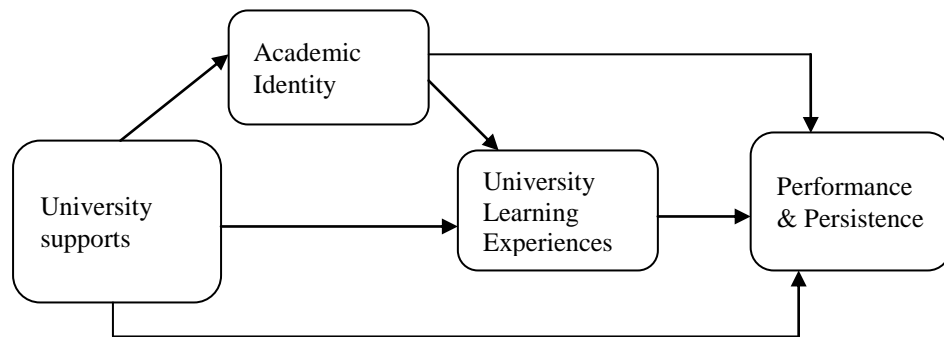 Academic
Identity
University
supports
University
Learning
Experiences
Performance
& Persistence